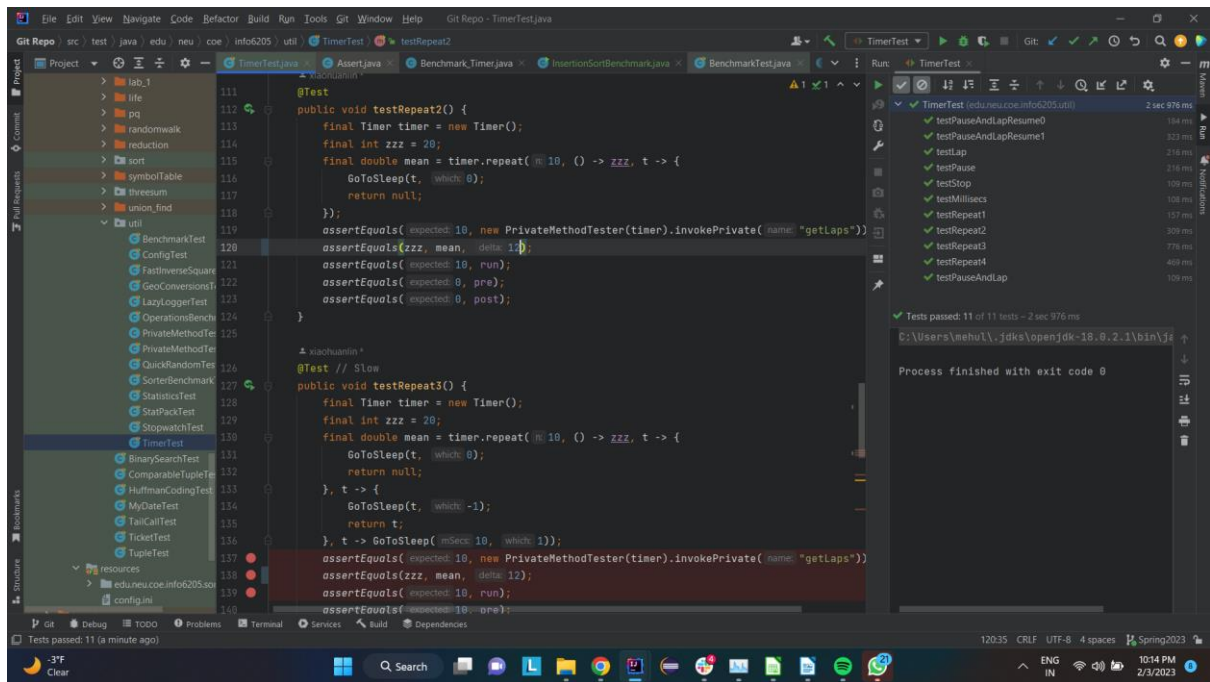 File Edit View Navigate Code Refactor Build Run Tools Git Window Help Git Repo - TimerTest.java
Git Repo src test java edu neu coe info6205 util TimerTest testRepeat2 TimerTest Git:
Project TimerTest.java Assert.java Benchmark_Timer.java InsertionSortBenchmark.java BenchmarkTest.java Run: TimerTest
lab_1
life
pq
randomwalk
reduction
sort
symbolTable
threesum
union_find
util
BenchmarkTest
ConfigTest
FastInverseSquare
GeoConversionsT
LazyLoggerTest
OperationsBench
PrivateMethodTe
PrivateMethodTe
QuickRandomTes
SorterBenchmark
StatisticsTest
StatPackTest
StopwatchTest
TimerTest
BinarySearchTest
ComparableTupleTe
HuffmanCodingTest
MyDateTest
TailCallTest
TicketTest
TupleTest
resources
edu.neu.coe.info6205.so
config.ini
xiaohuanlin *
1 1
111 @Test
112 public void testRepeat2() {
113 final Timer timer = new Timer();
114 final int zzz = 20;
115 final double mean = timer.repeat( n: 10, () -> zzz, t -> {
116 GoToSleep(t, which: 0);
117 return null;
118 });
119 assertEquals( expected: 10, new PrivateMethodTester(timer).invokePrivate( name: "getLaps"))
120 assertEquals(zzz, mean, delta: 12);
121 assertEquals( expected: 10, run);
122 assertEquals( expected: 0, pre);
123 assertEquals( expected: 0, post);
124 }
125
xiaohuanlin *
126 @Test // Slow
127 public void testRepeat3() {
128 final Timer timer = new Timer();
129 final int zzz = 20;
130 final double mean = timer.repeat( n: 10, () -> zzz, t -> {
131 GoToSleep(t, which: 0);
132 return null;
133 }, t -> {
134 GoToSleep(t, which: -1);
135 return t;
136 }, t -> GoToSleep( mSecs: 10, which: 1));
137 assertEquals( expected: 10, new PrivateMethodTester(timer).invokePrivate( name: "getLaps"))
138 assertEquals(zzz, mean, delta: 12);
139 assertEquals( expected: 10, run);
140 assertEquals( expected: 10, pre);
TimerTest (edu.neu.coe.info6205.util) 2 sec 976 ms
testPauseAndLapResume0 184 ms
testPauseAndLapResume1 323 ms
testLap 216 ms
testPause 216 ms
testStop 109 ms
testMillisecs 108 ms
testRepeat1 157 ms
testRepeat2 309 ms
testRepeat3 776 ms
testRepeat4 469 ms
testPauseAndLap 109 ms
Tests passed: 11 of 11 tests – 2 sec 976 ms
C:\Users\mehul\.jdks\openjdk-18.0.2.1\bin\ja
Process finished with exit code 0
Project
Commit
Pull Requests
Bookmarks
Structure
Maven
Run
Notifications
Git Debug TODO Problems Terminal Services Build Dependencies
Tests passed: 11 (a minute ago) 120:35 CRLF UTF-8 4 spaces Spring2023
-3°F
Clear
Search
21
ENG
IN
10:14 PM
2/3/2023